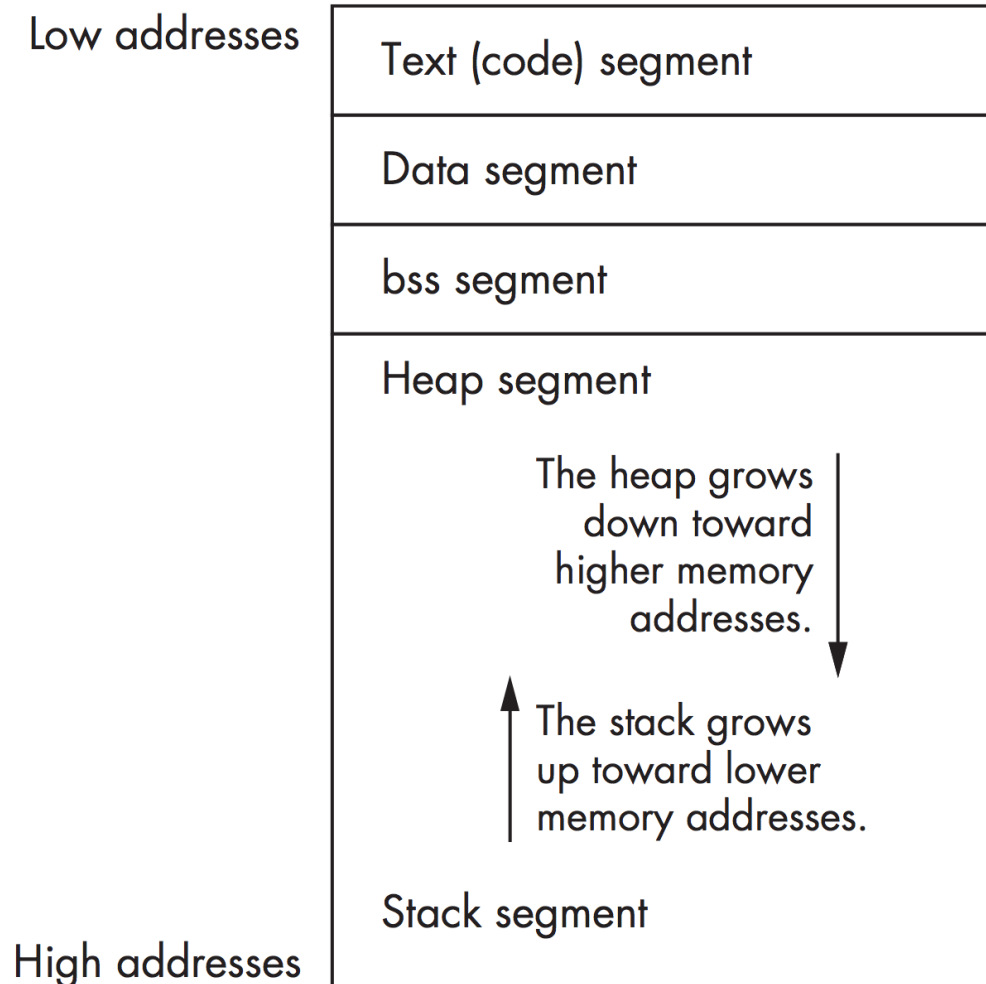 Low addresses
Text (code) segment
Data segment
bss segment
Heap segment
The heap grows
down toward
higher memory
addresses.
The stack grows
up toward lower
memory addresses.
Stack segment
High addresses